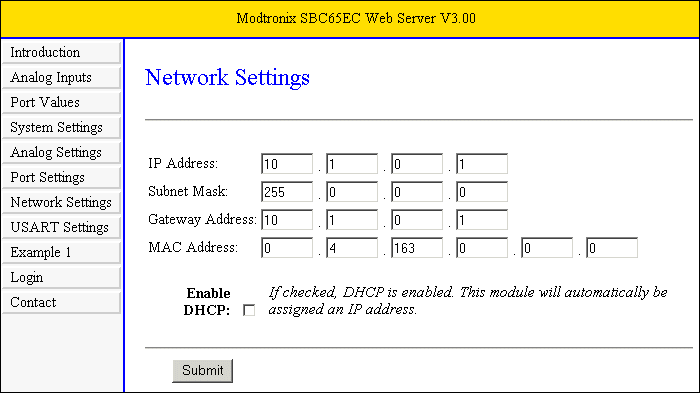 Modtronix SBC65EC Web Server V3.00
Introduction
Analog Inputs
Port Values
System Settings
Analog Settings
Port Settings
Network Settings
USART Settings
Example 1
Login
Contact
Network Settings
IP Address: 10 . 1 . 0 . 1
Subnet Mask: 255 . 0 . 0 . 0
Gateway Address: 10 . 1 . 0 . 1
MAC Address: 0 . 4 . 163 . 0 . 0 . 0
Enable
DHCP:
If checked, DHCP is enabled. This module will automatically be
assigned an IP address.
Submit